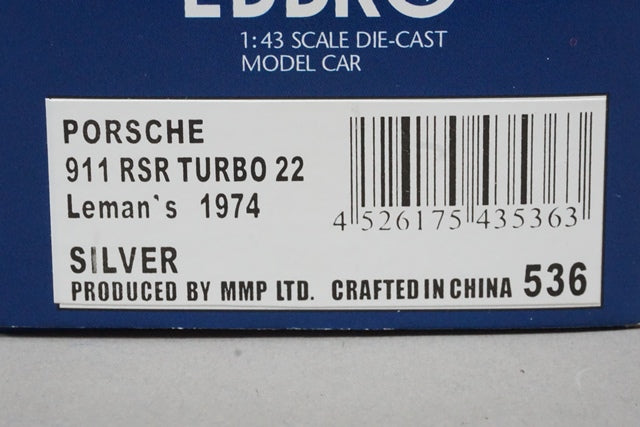 EBBRO
1:43 SCALE DIE-CAST
MODEL CAR
PORSCHE
911 RSR TURBO 22
Leman`s 1974
4 526175 435363
SILVER
PRODUCED BY MMP LTD. CRAFTED IN CHINA 536